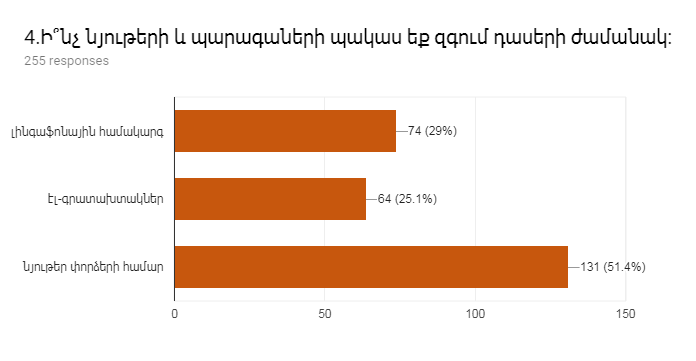 4.Ի՞նչ նյութերի և պարագաների պակաս եք զգում դասերի ժամանակ:
255 responses
լինգաֆոնային համակարգ
74 (29%)
էլ-գրատախտակներ
64 (25.1%)
նյութեր փորձերի համար
131 (51.4%)
0 50 100 150